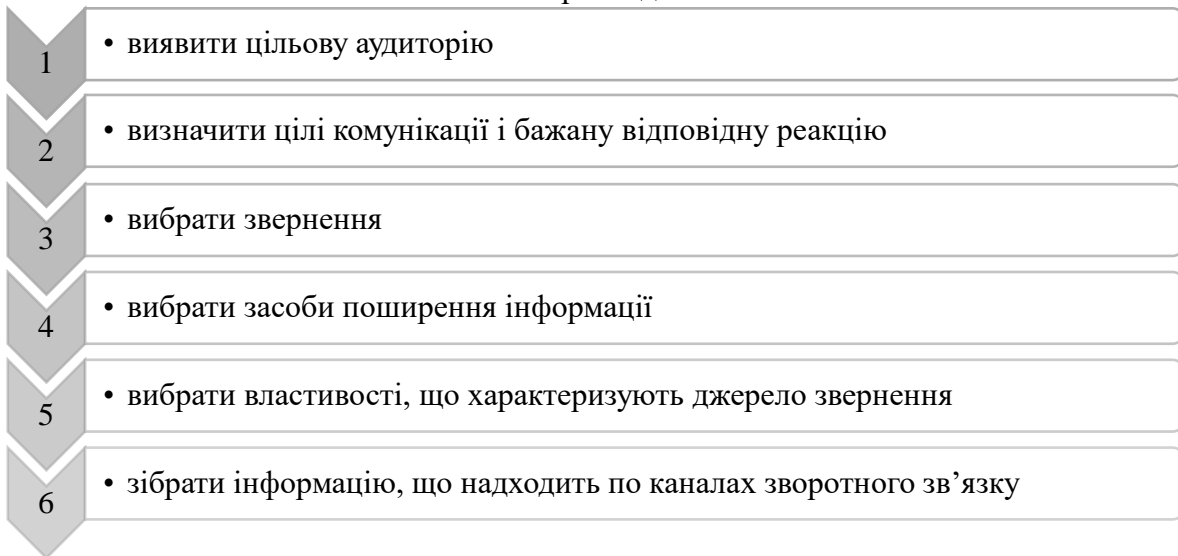 1
• виявити цільову аудиторію
2
• визначити цілі комунікації і бажану відповідну реакцію
3
• вибрати звернення
4
• вибрати засоби поширення інформації
5
• вибрати властивості, що характеризують джерело звернення
6
• зібрати інформацію, що надходить по каналах зворотного зв’язку